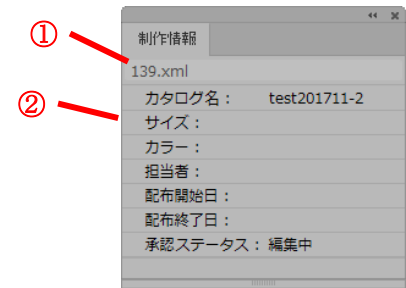 ①
制作情報
139.xml
②
カタログ名： test201711-2
サイズ：
カラー：
担当者：
配布開始日：
配布終了日：
承認ステータス： 編集中